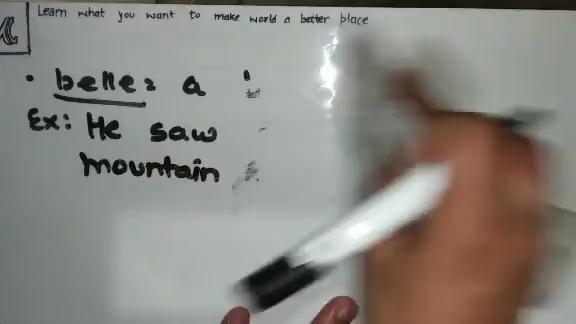 Learn what you want to make world a better place
• belle: a
Ex: He saw
mountain